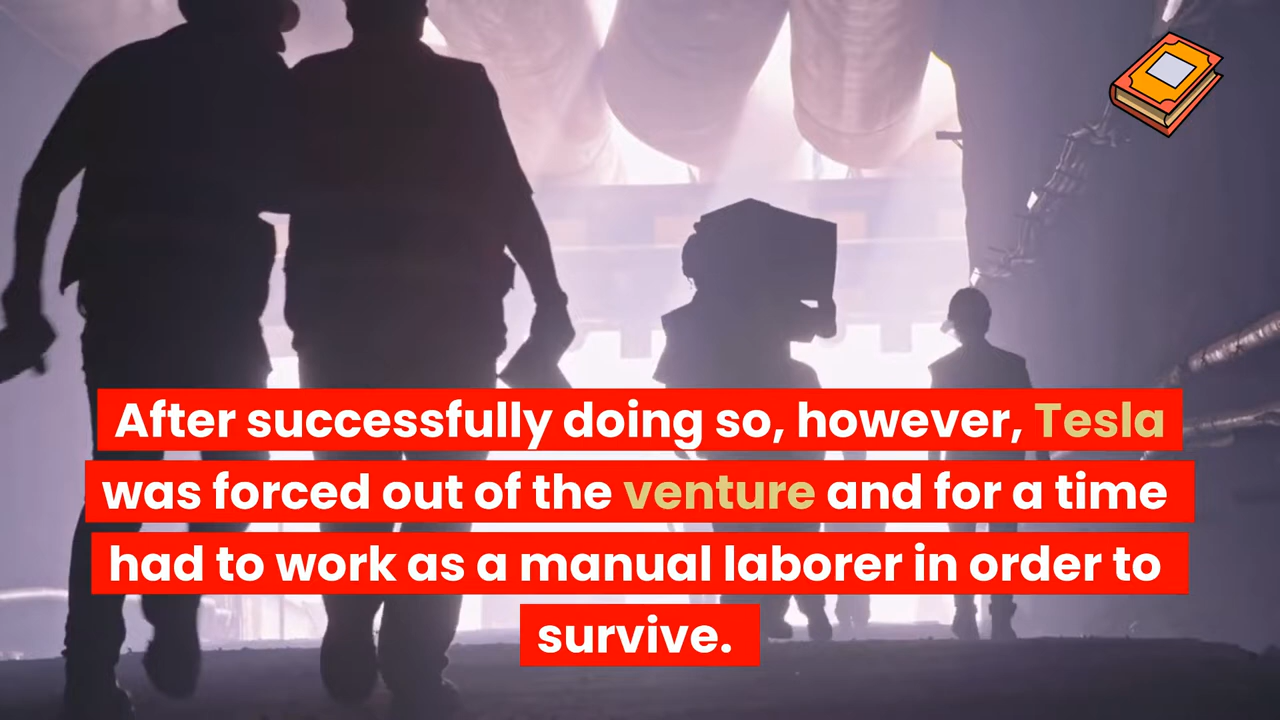 After successfully doing so, however, Tesla
was forced out of the venture and for a time
had to work as a manual laborer in order to
survive.